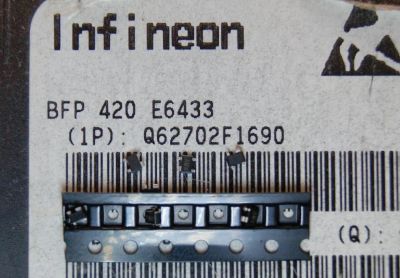 Infineon
BFP 420 E6433
(1P): Q62702F1690
(Q):